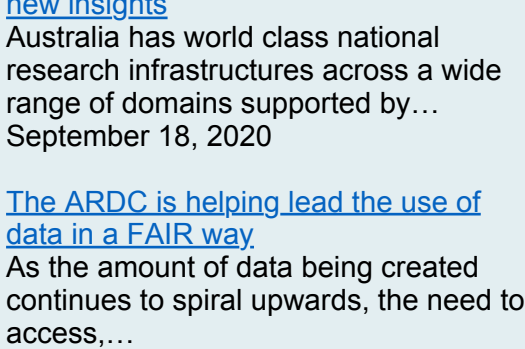 new insights
Australia has world class national
research infrastructures across a wide
range of domains supported by…
September 18, 2020
The ARDC is helping lead the use of
data in a FAIR way
As the amount of data being created
continues to spiral upwards, the need to
access,…